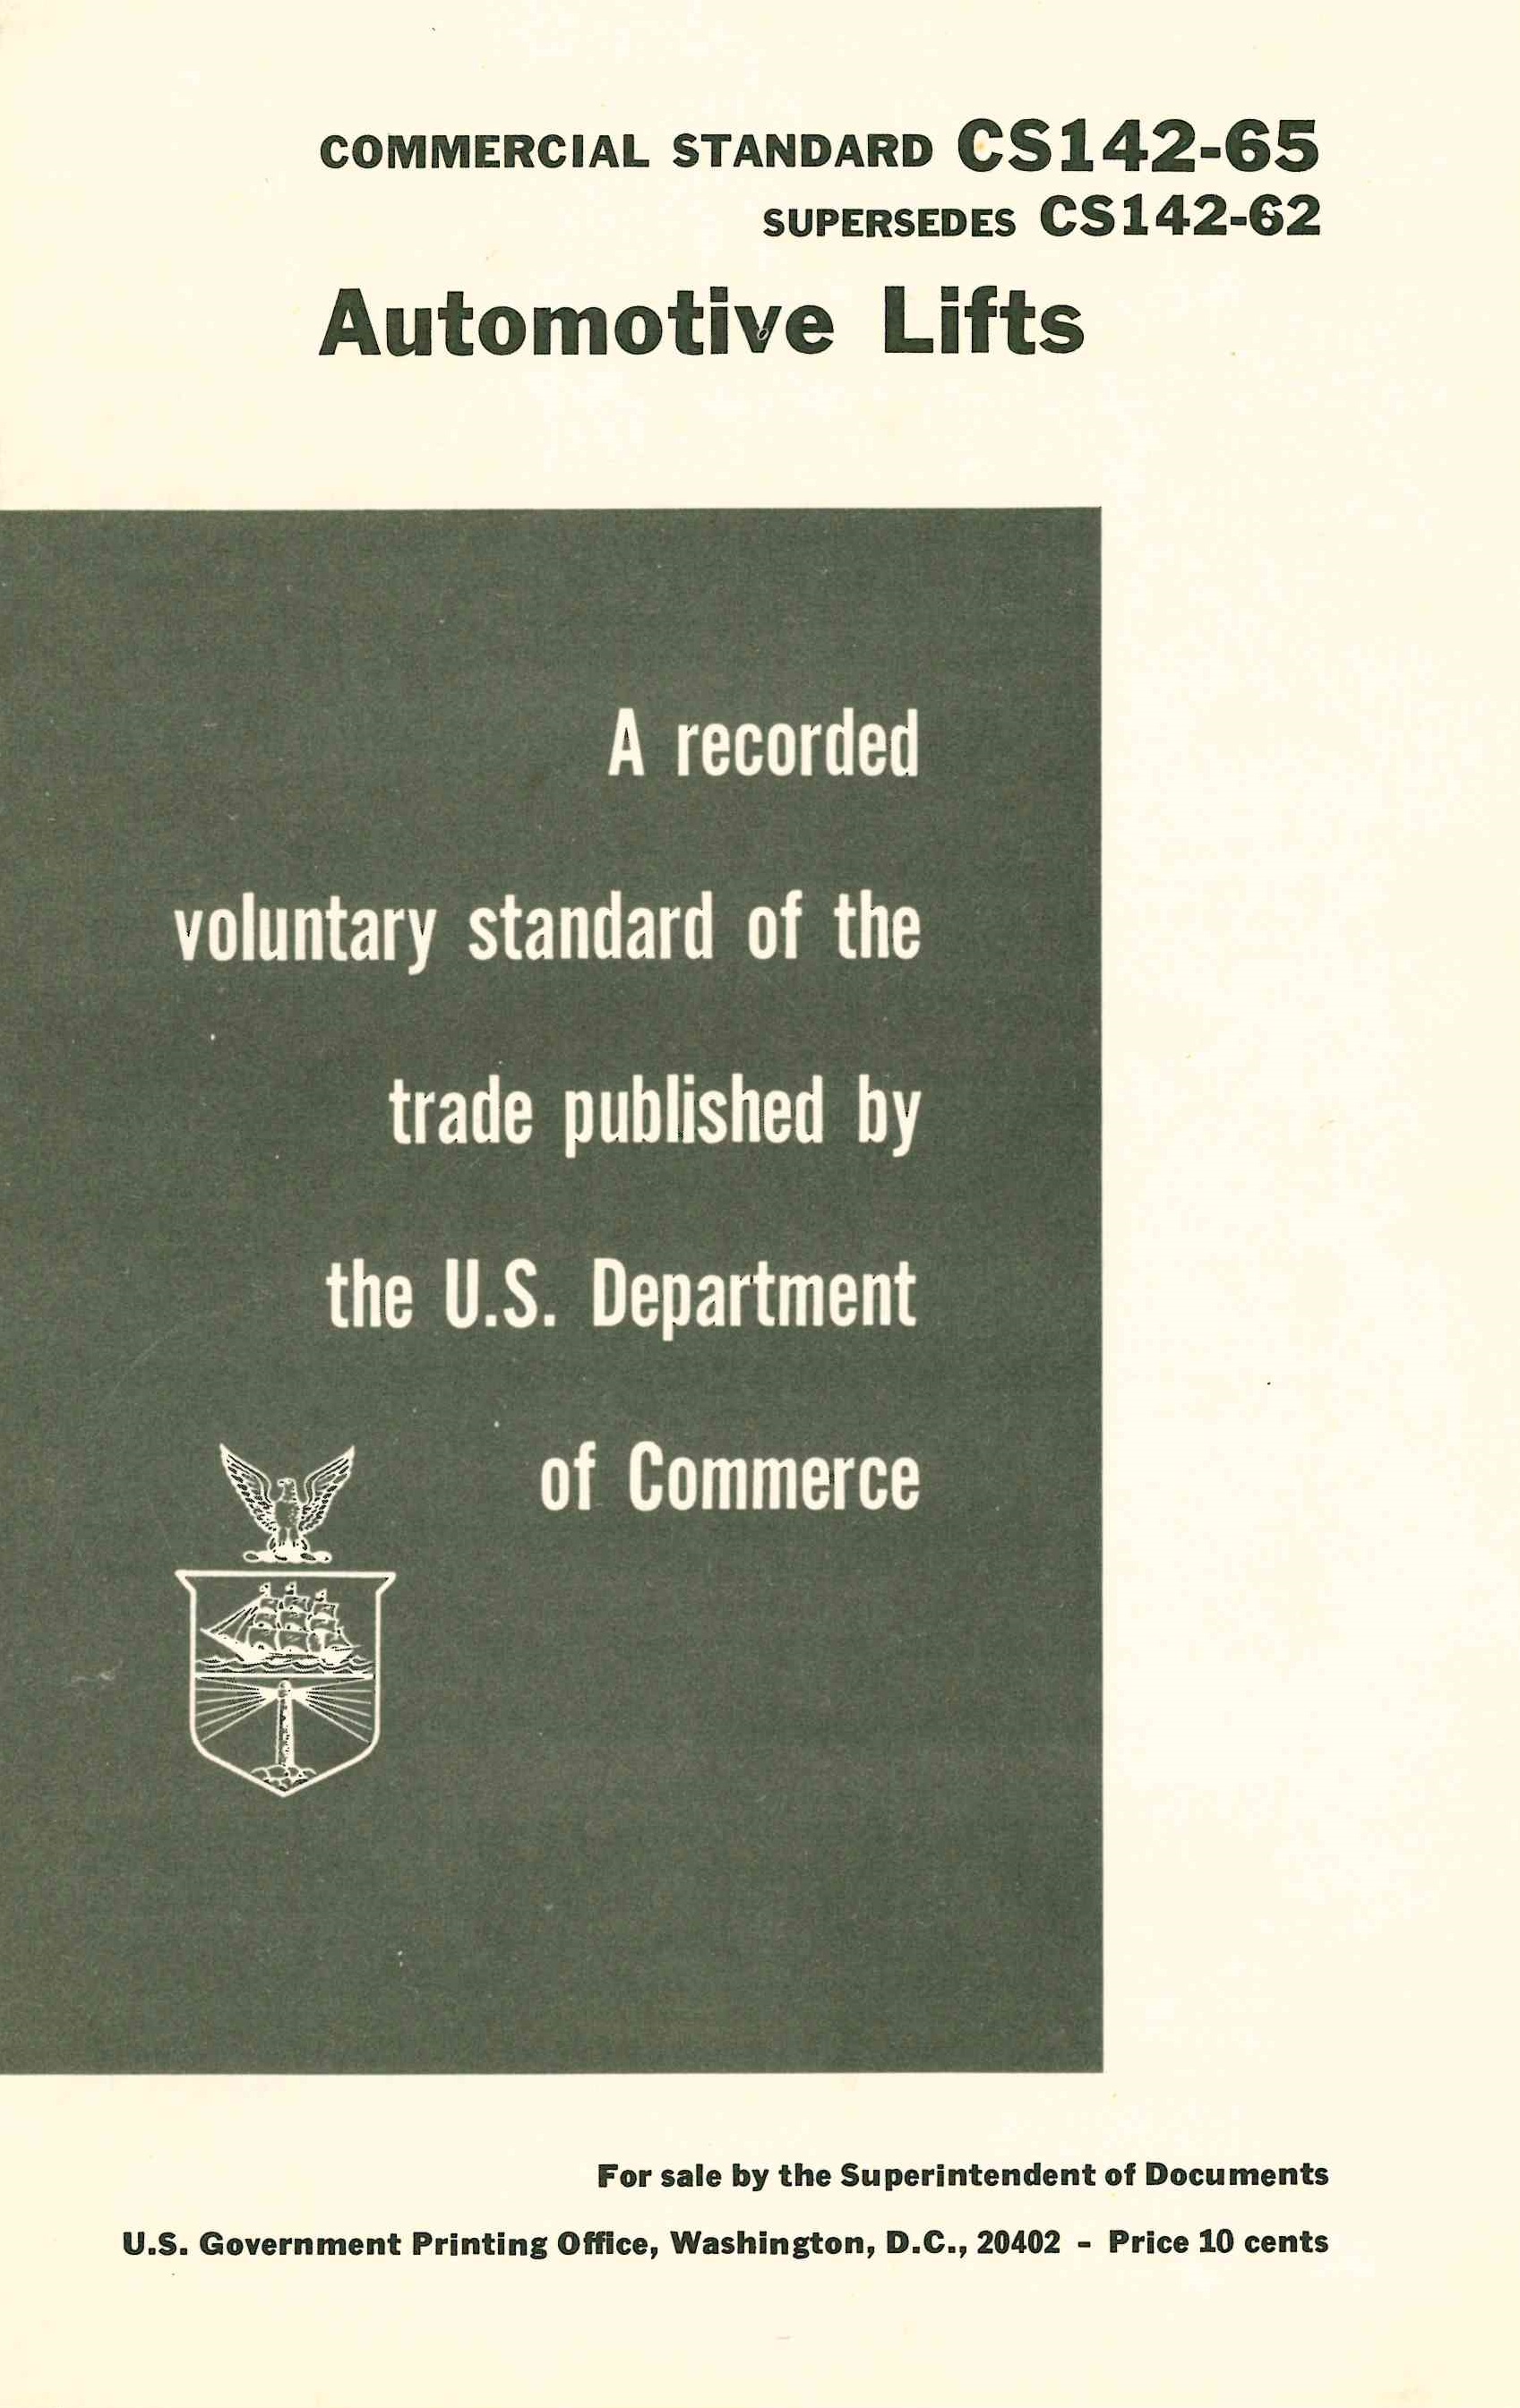 COMMERCIAL STANDARD CS142-65
SUPERSEDES CS142-62
Automotive Lifts
A recorded
voluntary standard of the
trade published by
the U.S. Department
of Commerce
For sale by the Superintendent of Documents
U.S. Government Printing Office, Washington, D.C., 20402 - Price 10 cents